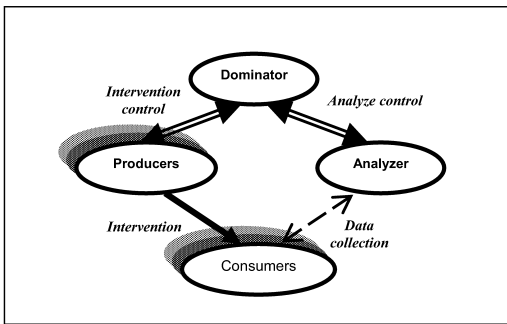 Dominator
Intervention
control
Analyze control
Producers
Analyzer
Intervention
Data
collection
Consumers